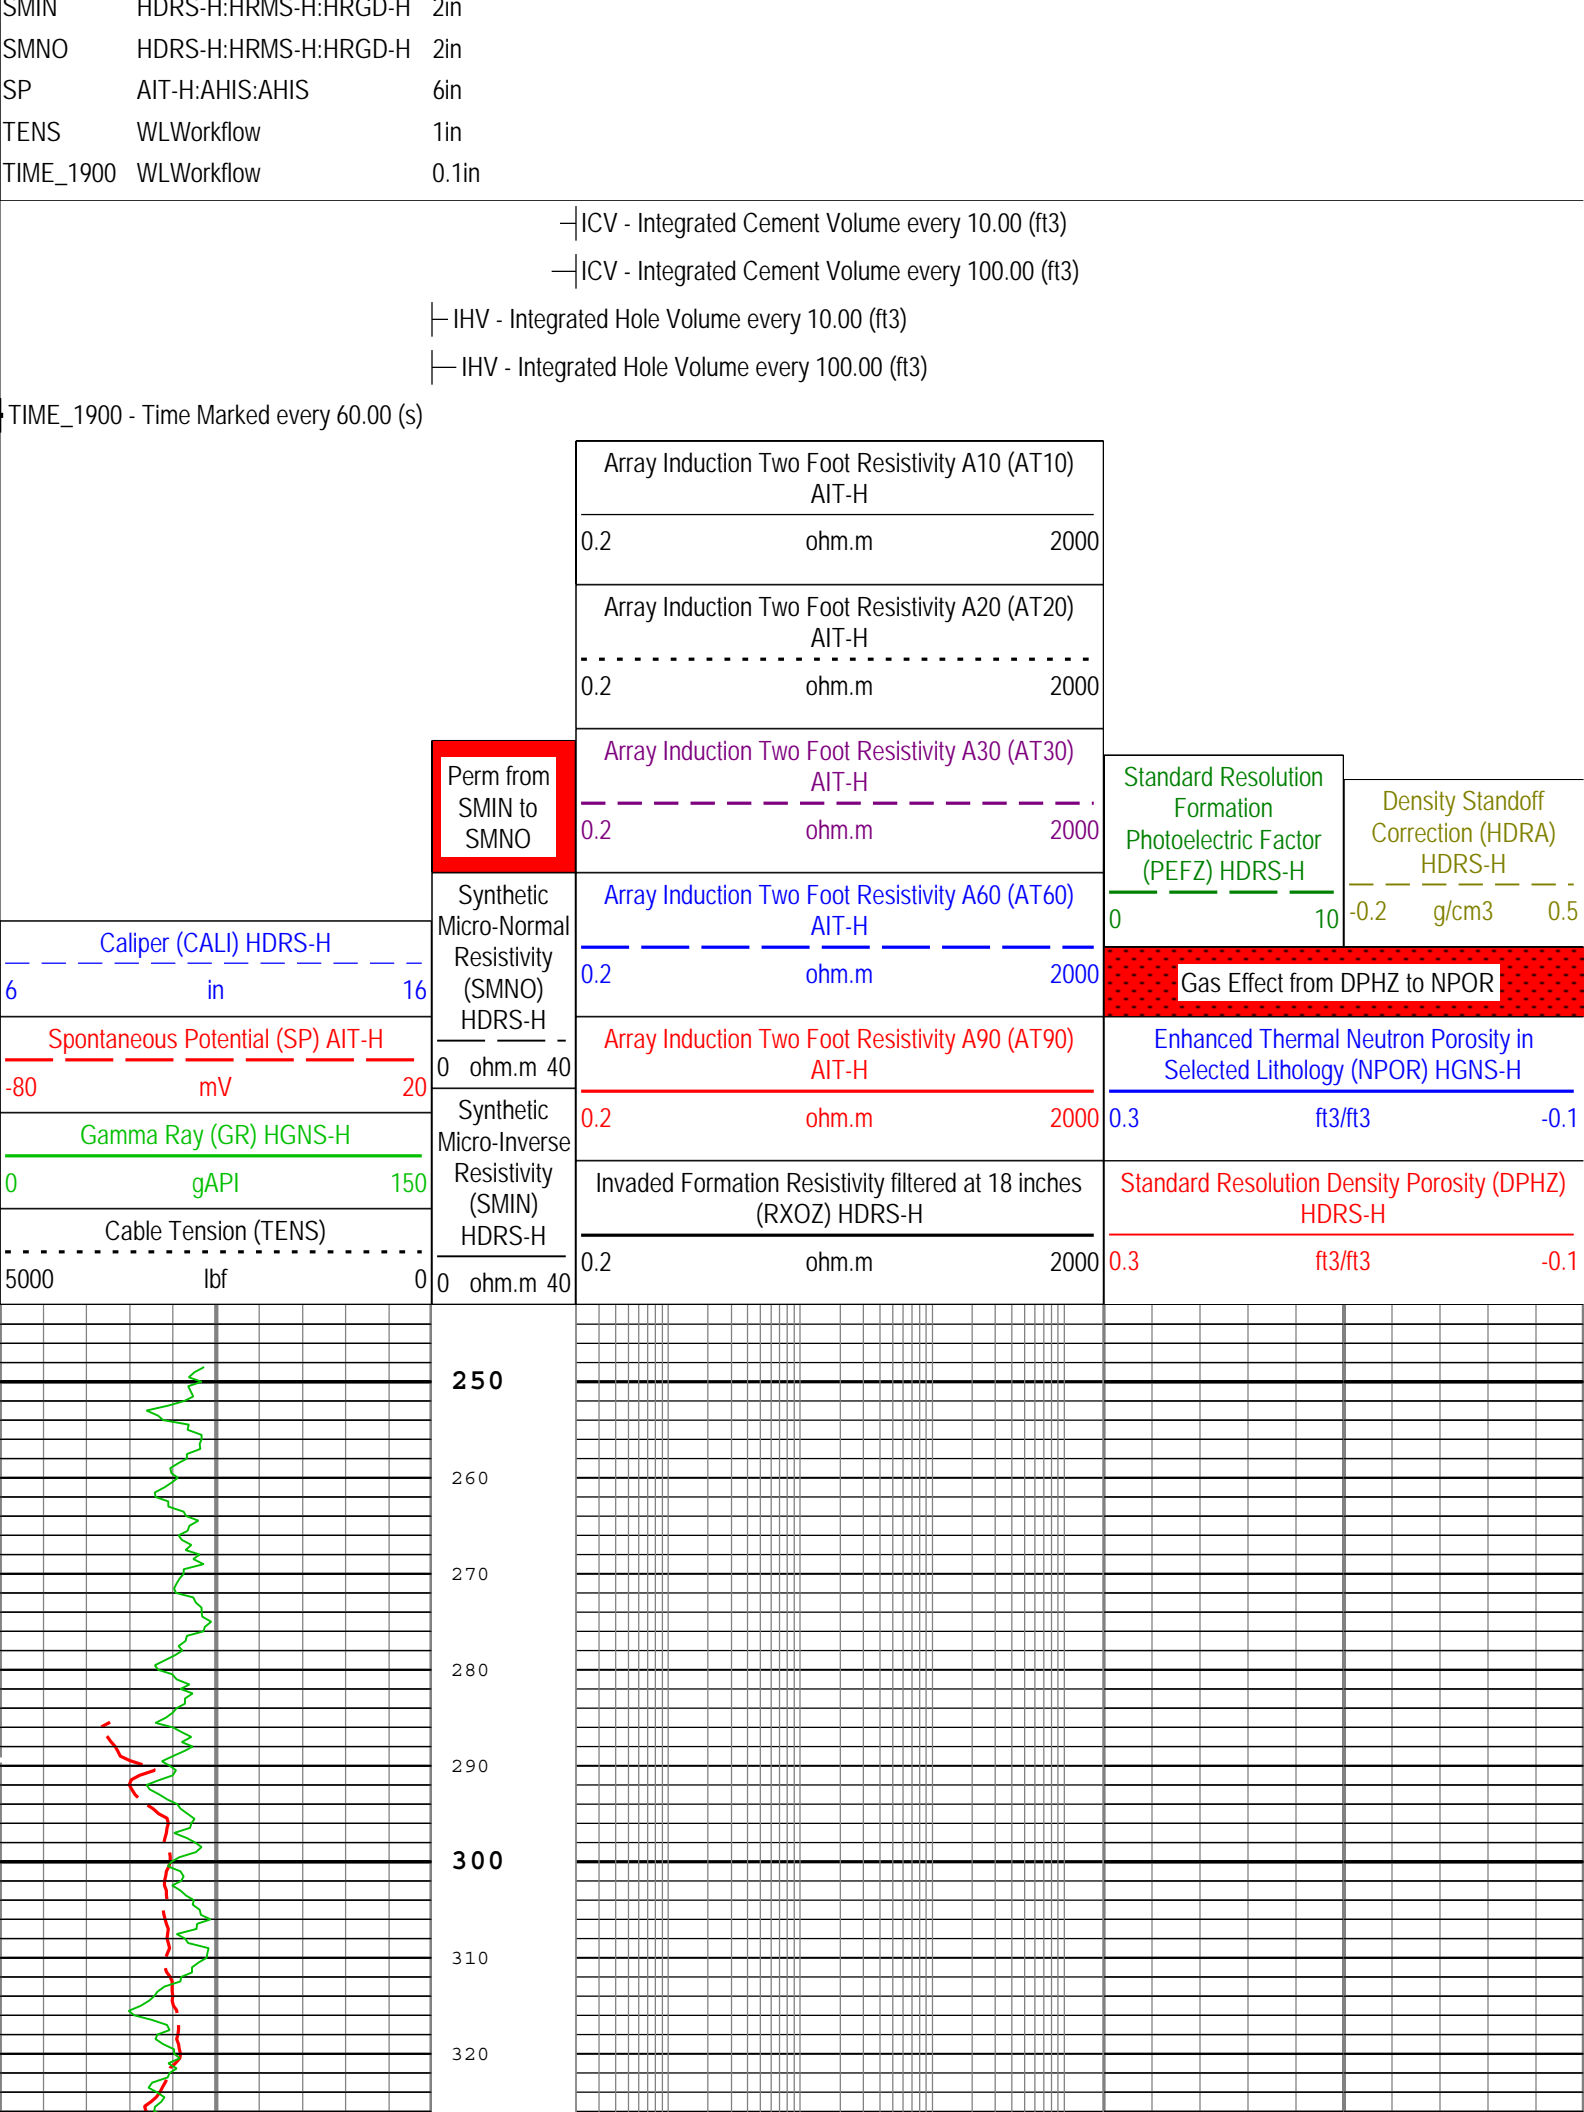 SMIN HDRS-H:HRMS-H:HRGD-H 2in
SMNO HDRS-H:HRMS-H:HRGD-H 2in
SP AIT-H:AHIS:AHIS 6in
TENS WLWorkflow 1in
TIME_1900 WLWorkflow 0.1in
ICV - Integrated Cement Volume every 10.00 (ft3)
ICV - Integrated Cement Volume every 100.00 (ft3)
IHV - Integrated Hole Volume every 10.00 (ft3)
IHV - Integrated Hole Volume every 100.00 (ft3)
TIME_1900 - Time Marked every 60.00 (s)
Caliper (CALI) HDRS-H
6 in 16
Spontaneous Potential (SP) AIT-H
-80 mV 20
Gamma Ray (GR) HGNS-H
0 gAPI 150
Cable Tension (TENS)
5000 lbf 0
Perm from
SMIN to
SMNO
Synthetic
Micro-Normal
Resistivity
(SMNO)
HDRS-H
0 ohm.m 40
Synthetic
Micro-Inverse
Resistivity
(SMIN)
HDRS-H
0 ohm.m 40
Array Induction Two Foot Resistivity A10 (AT10)
AIT-H
0.2 ohm.m 2000
Array Induction Two Foot Resistivity A20 (AT20)
AIT-H
0.2 ohm.m 2000
Array Induction Two Foot Resistivity A30 (AT30)
AIT-H
0.2 ohm.m 2000
Array Induction Two Foot Resistivity A60 (AT60)
AIT-H
0.2 ohm.m 2000
Array Induction Two Foot Resistivity A90 (AT90)
AIT-H
0.2 ohm.m 2000
Invaded Formation Resistivity filtered at 18 inches
(RXOZ) HDRS-H
0.2 ohm.m 2000
Standard Resolution
Formation
Photoelectric Factor
(PEFZ) HDRS-H
0 10
Density Standoff
Correction (HDRA)
HDRS-H
-0.2 g/cm3 0.5
Gas Effect from DPHZ to NPOR
Enhanced Thermal Neutron Porosity in
Selected Lithology (NPOR) HGNS-H
0.3 ft3/ft3 -0.1
Standard Resolution Density Porosity (DPHZ)
HDRS-H
0.3 ft3/ft3 -0.1
250
260
270
280
290
300
310
320